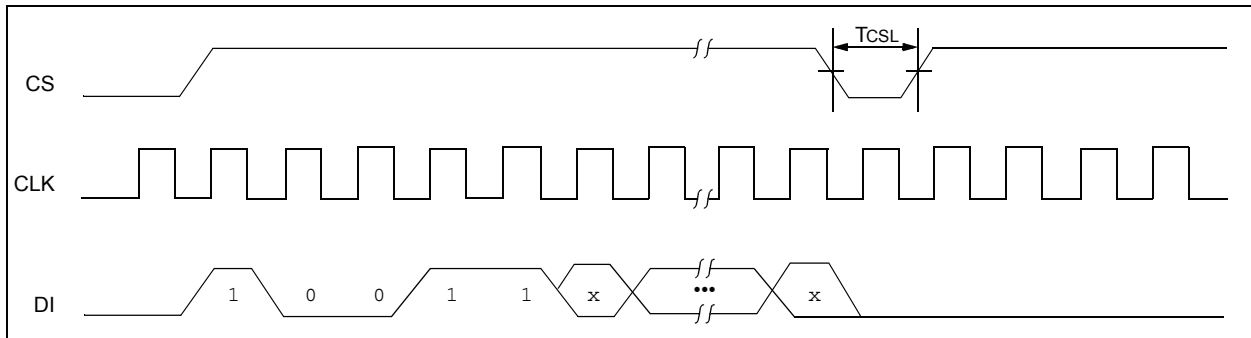 TCSL
CS
CLK
DI
1 0 0 1 1 x ••• x